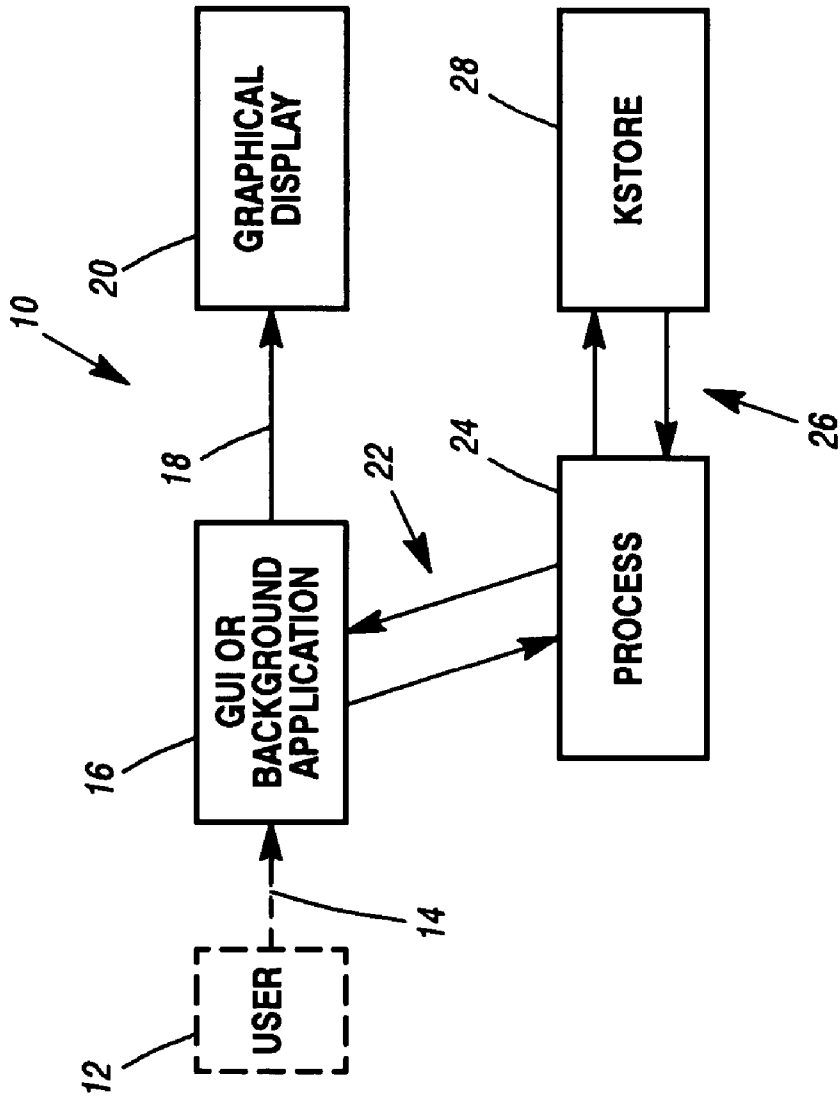 10
20
GRAPHICAL
DISPLAY
18
16
GUI OR
BACKGROUND
APPLICATION
12
USER
14
22
24
PROCESS
26
28
KSTORE